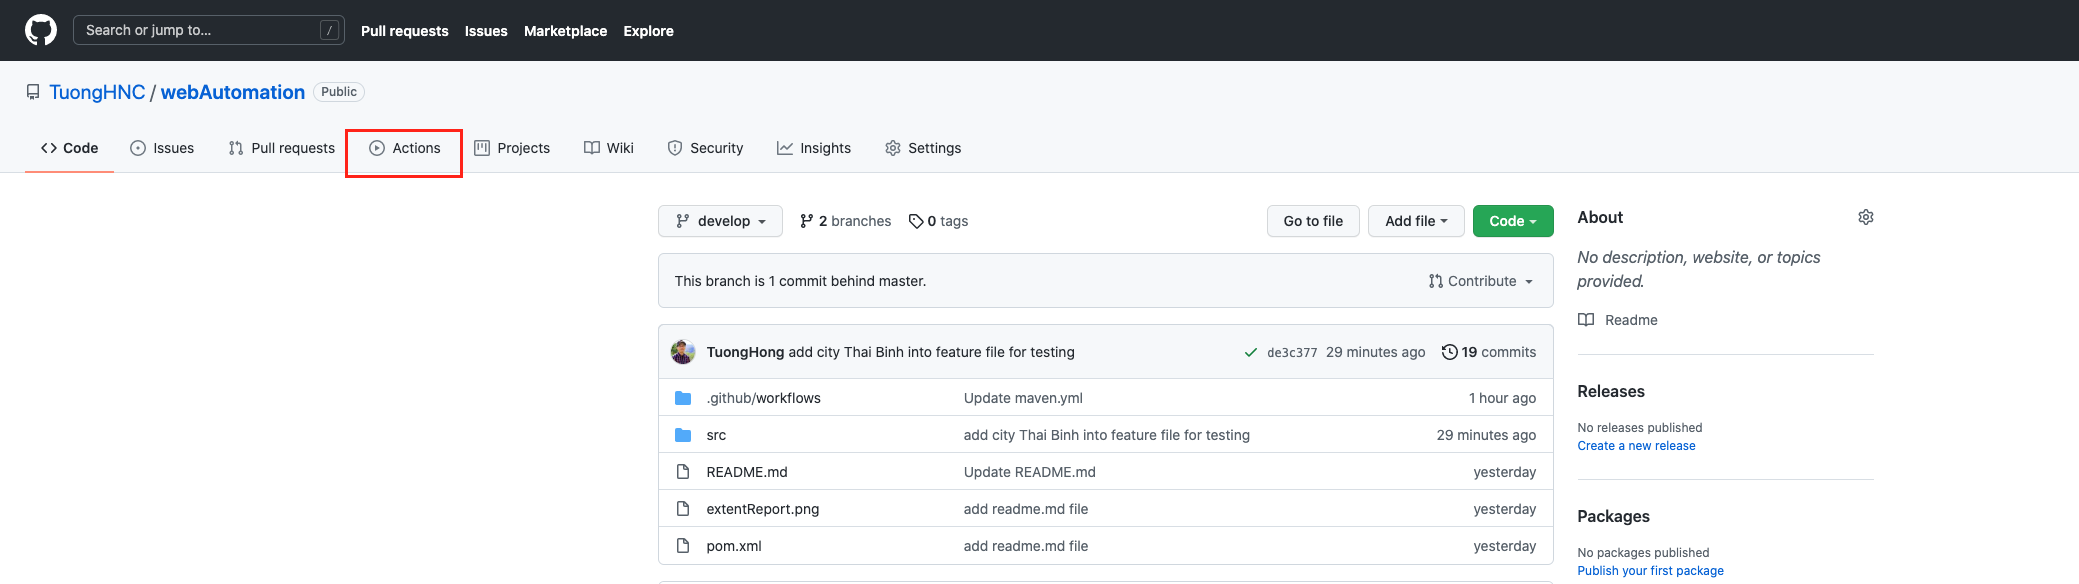 Search or jump to... /
Pull requests Issues Marketplace Explore
TuongHNC / webAutomation Public
Code Issues Pull requests Actions Projects Wiki Security Insights Settings
develop 2 branches 0 tags Go to file Add file Code
This branch is 1 commit behind master. Contribute
TuongHong add city Thai Binh into feature file for testing de3c377 29 minutes ago 19 commits
.github/workflows Update maven.yml 1 hour ago
src add city Thai Binh into feature file for testing 29 minutes ago
README.md Update README.md yesterday
extentReport.png add readme.md file yesterday
pom.xml add readme.md file yesterday
About
No description, website, or topics
provided.
Readme
Releases
No releases published
Create a new release
Packages
No packages published
Publish your first package